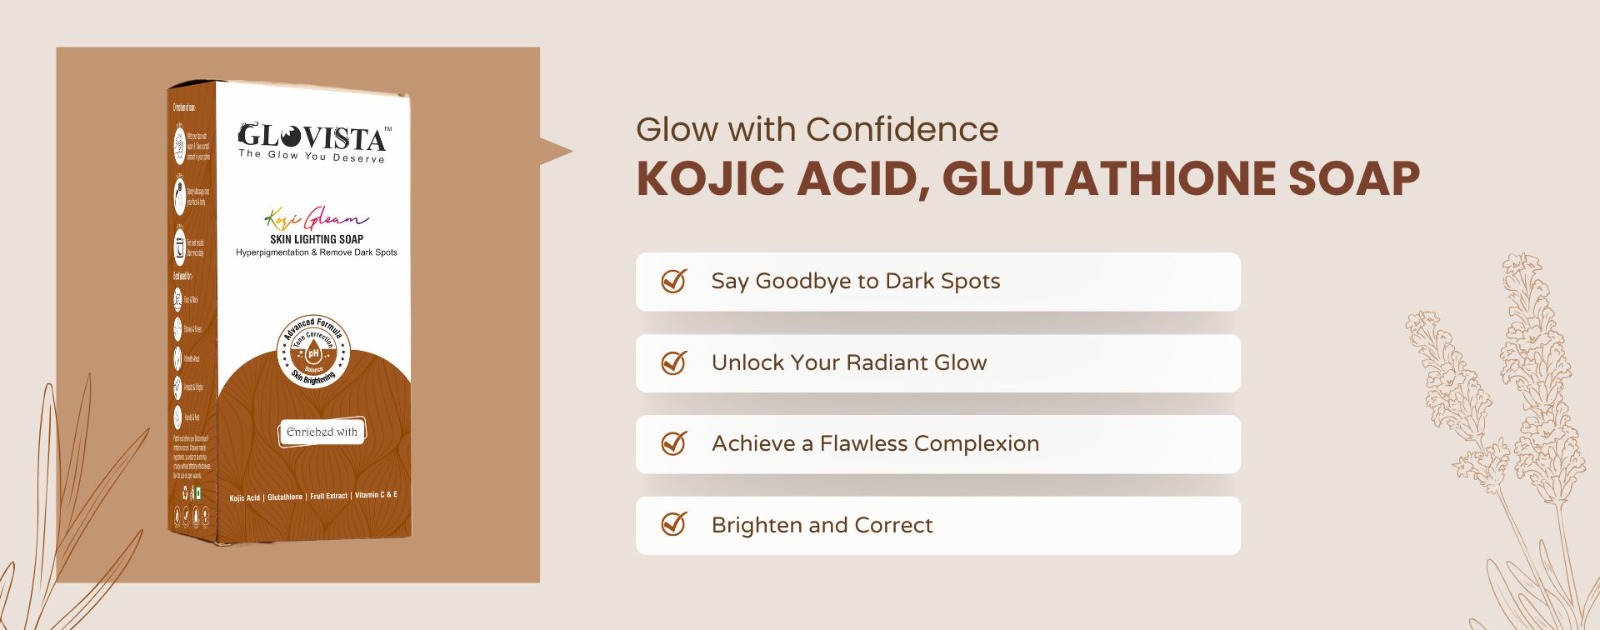 GLOVISTA™
The Glow You Deserve
Kozi Gleam
SKIN LIGHTING SOAP
Hyperpigmentation & Remove Dark Spots
Advanced Formula
Tone Correction
pH
Balance
Skin Brightening
Enriched with
Kojic Acid | Glutathione | Fruit Extract | Vitamin C & E
Glow with Confidence
KOJIC ACID, GLUTATHIONE SOAP
Say Goodbye to Dark Spots
Unlock Your Radiant Glow
Achieve a Flawless Complexion
Brighten and Correct